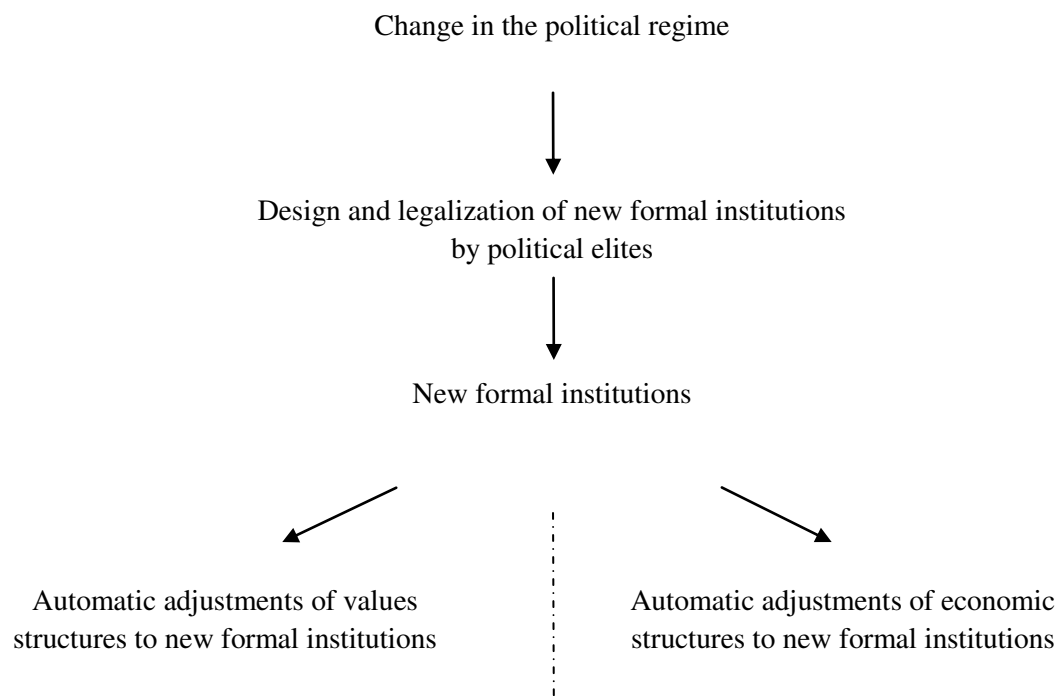 Change in the political regime
Design and legalization of new formal institutions
by political elites
New formal institutions
Automatic adjustments of values
structures to new formal institutions
Automatic adjustments of economic
structures to new formal institutions